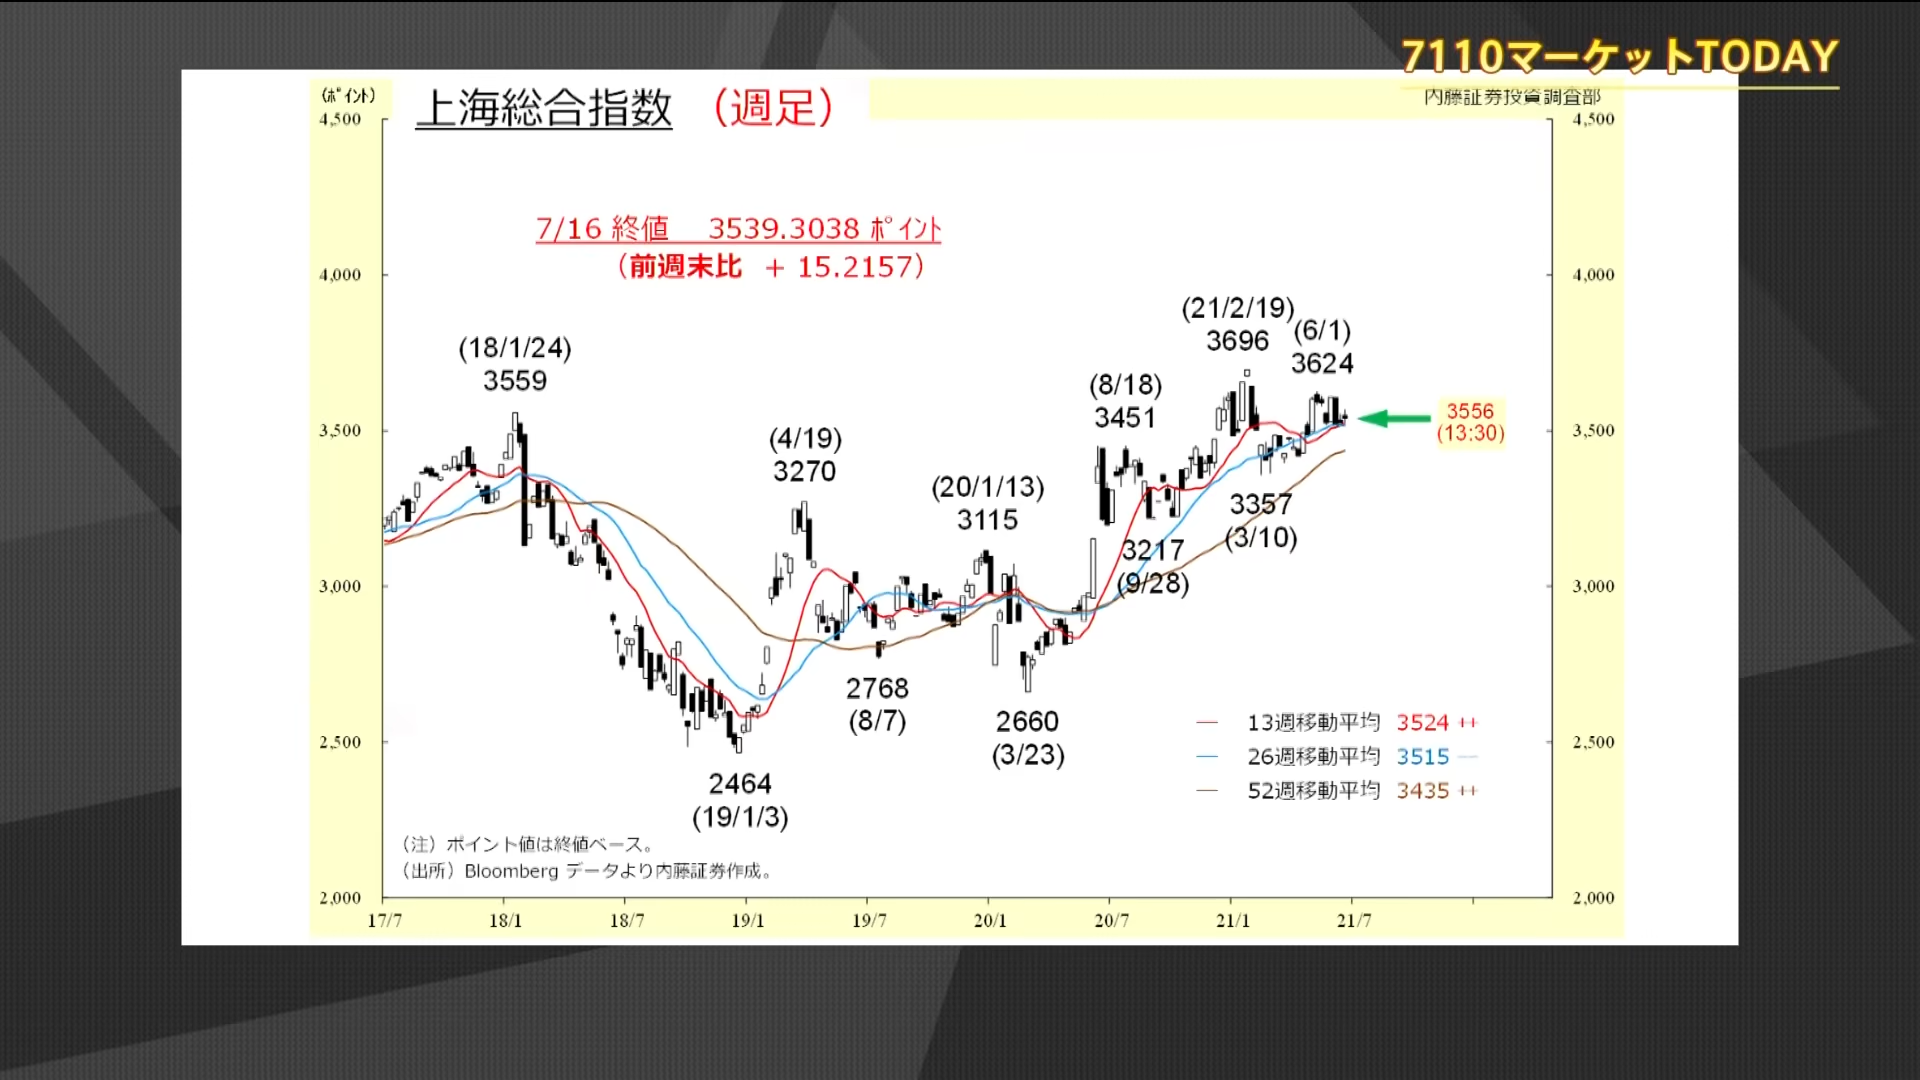 7110マーケットTODAY
(ﾎﾟｲﾝﾄ)
上海総合指数 （週足）
内藤証券投資調査部
4,500 4,500
7/16 終値 3539.3038 ﾎﾟｲﾝﾄ
（前週末比 ＋ 15.2157）
4,000 4,000
(21/2/19)
3696
(6/1)
3624
(18/1/24)
3559
(8/18)
3451
3556
(13:30)
3,500 3,500
(4/19)
3270
(20/1/13)
3115
3357
(3/10)
3217
(9/28)
3,000 3,000
2768
(8/7)
2660
(3/23)
13週移動平均 3524 ++
26週移動平均 3515 --
52週移動平均 3435 ++
2,500 2,500
2464
(19/1/3)
（注）ポイント値は終値ベース。
（出所）Bloomberg データより内藤証券作成。
2,000 2,000
17/7 18/1 18/7 19/1 19/7 20/1 20/7 21/1 21/7